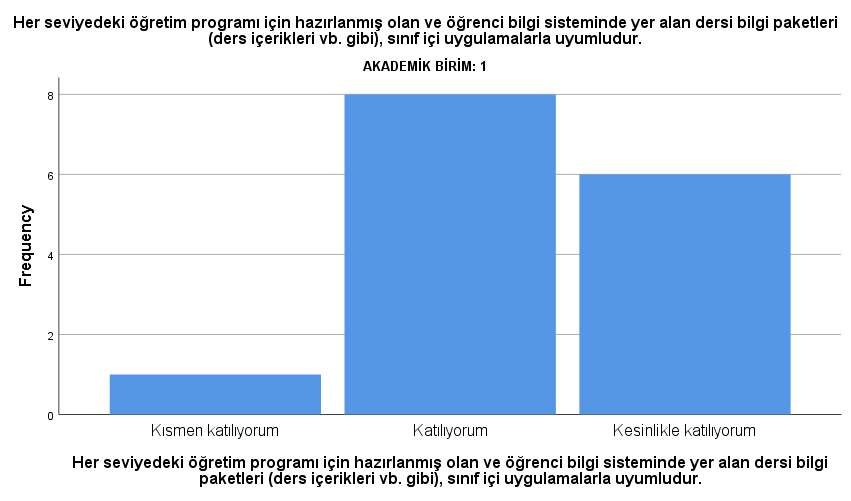 Her seviyedeki öğretim programı için hazırlanmış olan ve öğrenci bilgi sisteminde yer alan dersi bilgi paketleri
(ders içerikleri vb. gibi), sınıf içi uygulamalarla uyumludur.
AKADEMİK BİRİM: 1
8
6
4
2
0
Frequency
Kısmen katılıyorum
Katılıyorum
Kesinlikle katılıyorum
Her seviyedeki öğretim programı için hazırlanmış olan ve öğrenci bilgi sisteminde yer alan dersi bilgi
paketleri (ders içerikleri vb. gibi), sınıf içi uygulamalarla uyumludur.